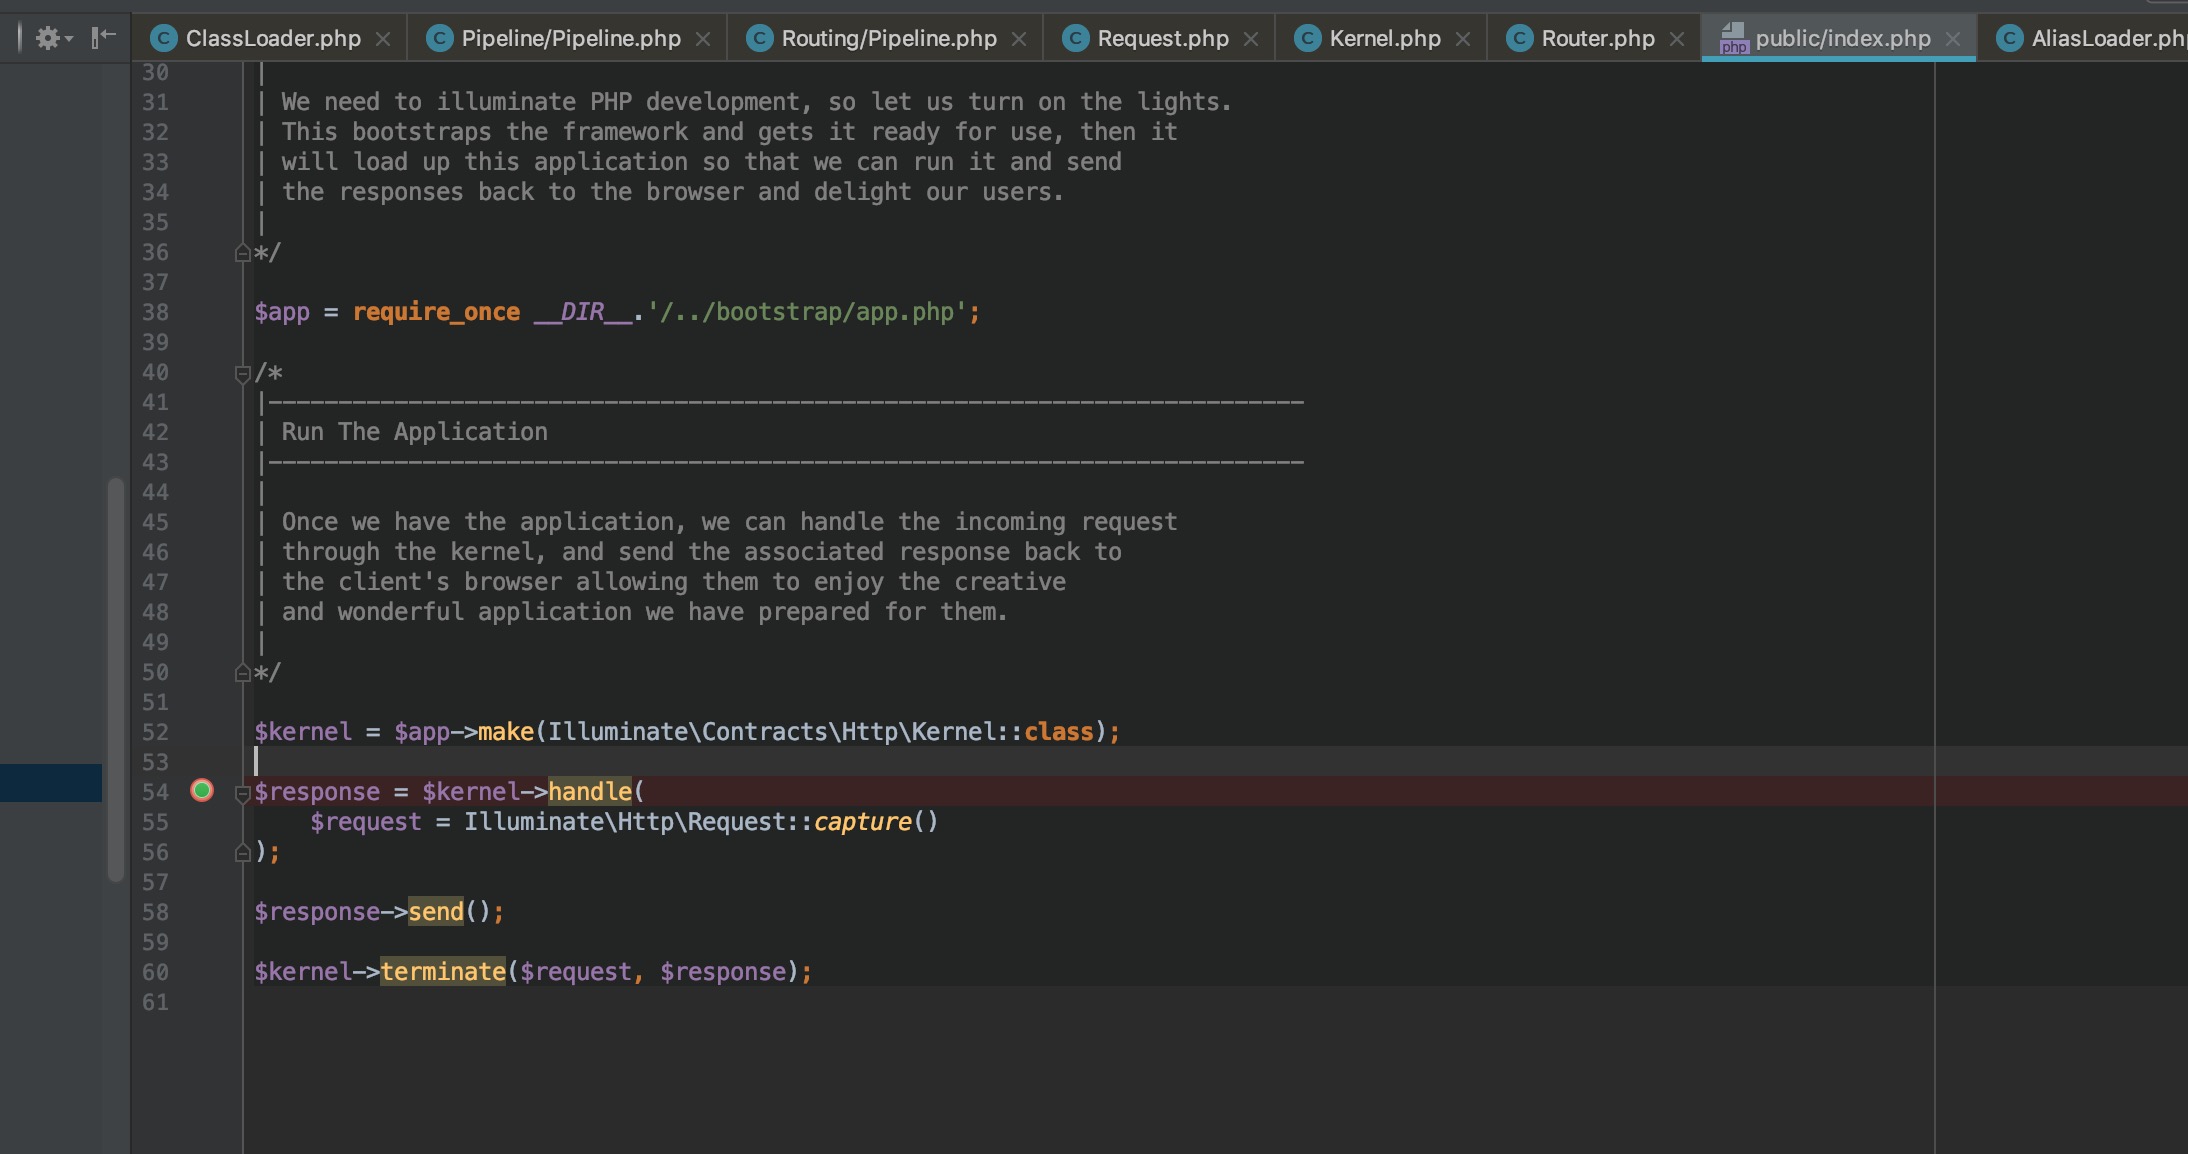 ClassLoader.php Pipeline/Pipeline.php Routing/Pipeline.php Request.php Kernel.php Router.php public/index.php AliasLoader.ph
30 |
31 | We need to illuminate PHP development, so let us turn on the lights.
32 | This bootstraps the framework and gets it ready for use, then it
33 | will load up this application so that we can run it and send
34 | the responses back to the browser and delight our users.
35 |
36 */
37
38 $app = require_once __DIR__.'/../bootstrap/app.php';
39
40 /*
41 |--------------------------------------------------------------------------
42 | Run The Application
43 |--------------------------------------------------------------------------
44 |
45 | Once we have the application, we can handle the incoming request
46 | through the kernel, and send the associated response back to
47 | the client's browser allowing them to enjoy the creative
48 | and wonderful application we have prepared for them.
49 |
50 */
51
52 $kernel = $app->make(Illuminate\Contracts\Http\Kernel::class);
53
54 $response = $kernel->handle(
55     $request = Illuminate\Http\Request::capture()
56 );
57
58 $response->send();
59
60 $kernel->terminate($request, $response);
61